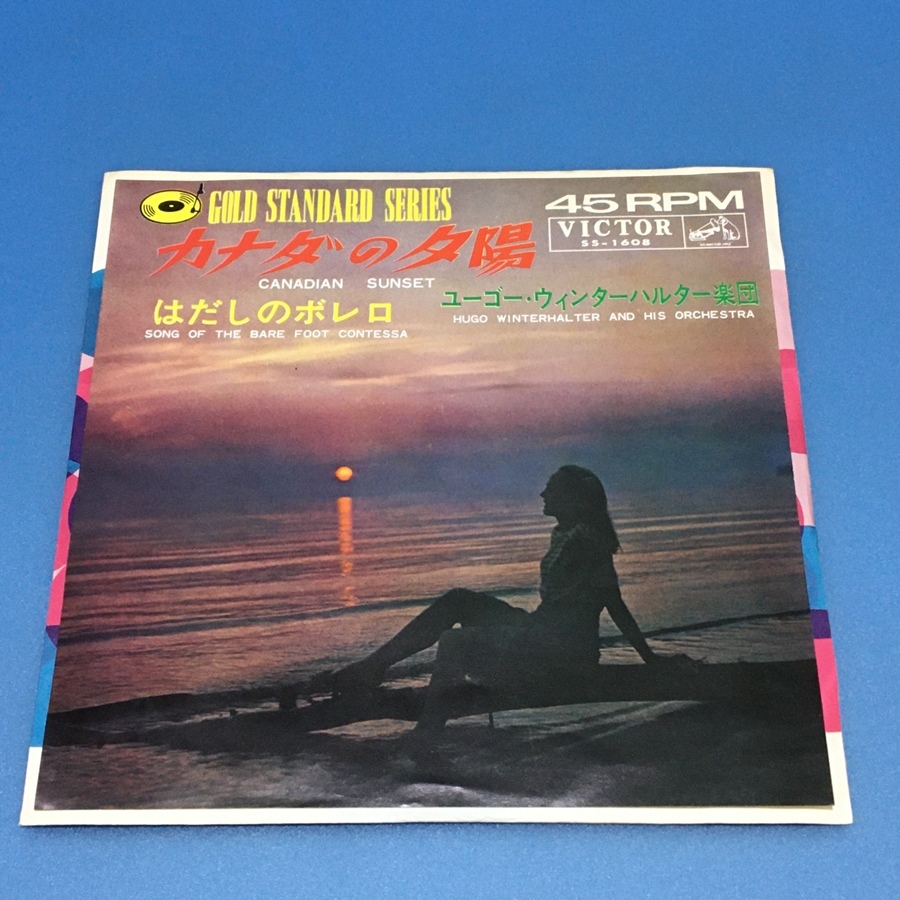 GOLD STANDARD SERIES
45 RPM
VICTOR
SS-1608
カナダの夕陽
CANADIAN SUNSET
ユーゴー・ウィンターハルター楽団
HUGO WINTERHALTER AND HIS ORCHESTRA
はだしのボレロ
SONG OF THE BARE FOOT CONTESSA